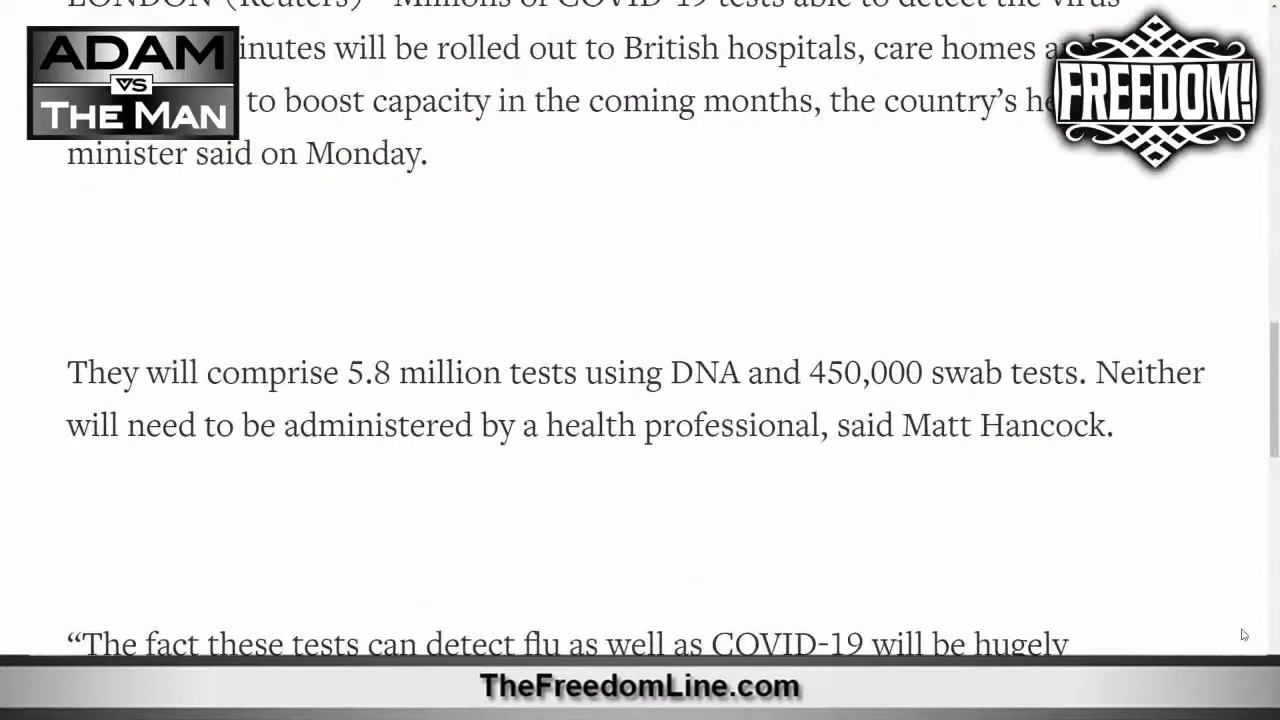 LONDON (Reuters) - Millions of COVID-19 tests able to detect the virus
ADAM
VS
THE MAN
inutes will be rolled out to British hospitals, care homes a
to boost capacity in the coming months, the country’s he
minister said on Monday.
FREEDOM!
They will comprise 5.8 million tests using DNA and 450,000 swab tests. Neither
will need to be administered by a health professional, said Matt Hancock.
“The fact these tests can detect flu as well as COVID-19 will be hugely
TheFreedomLine.com